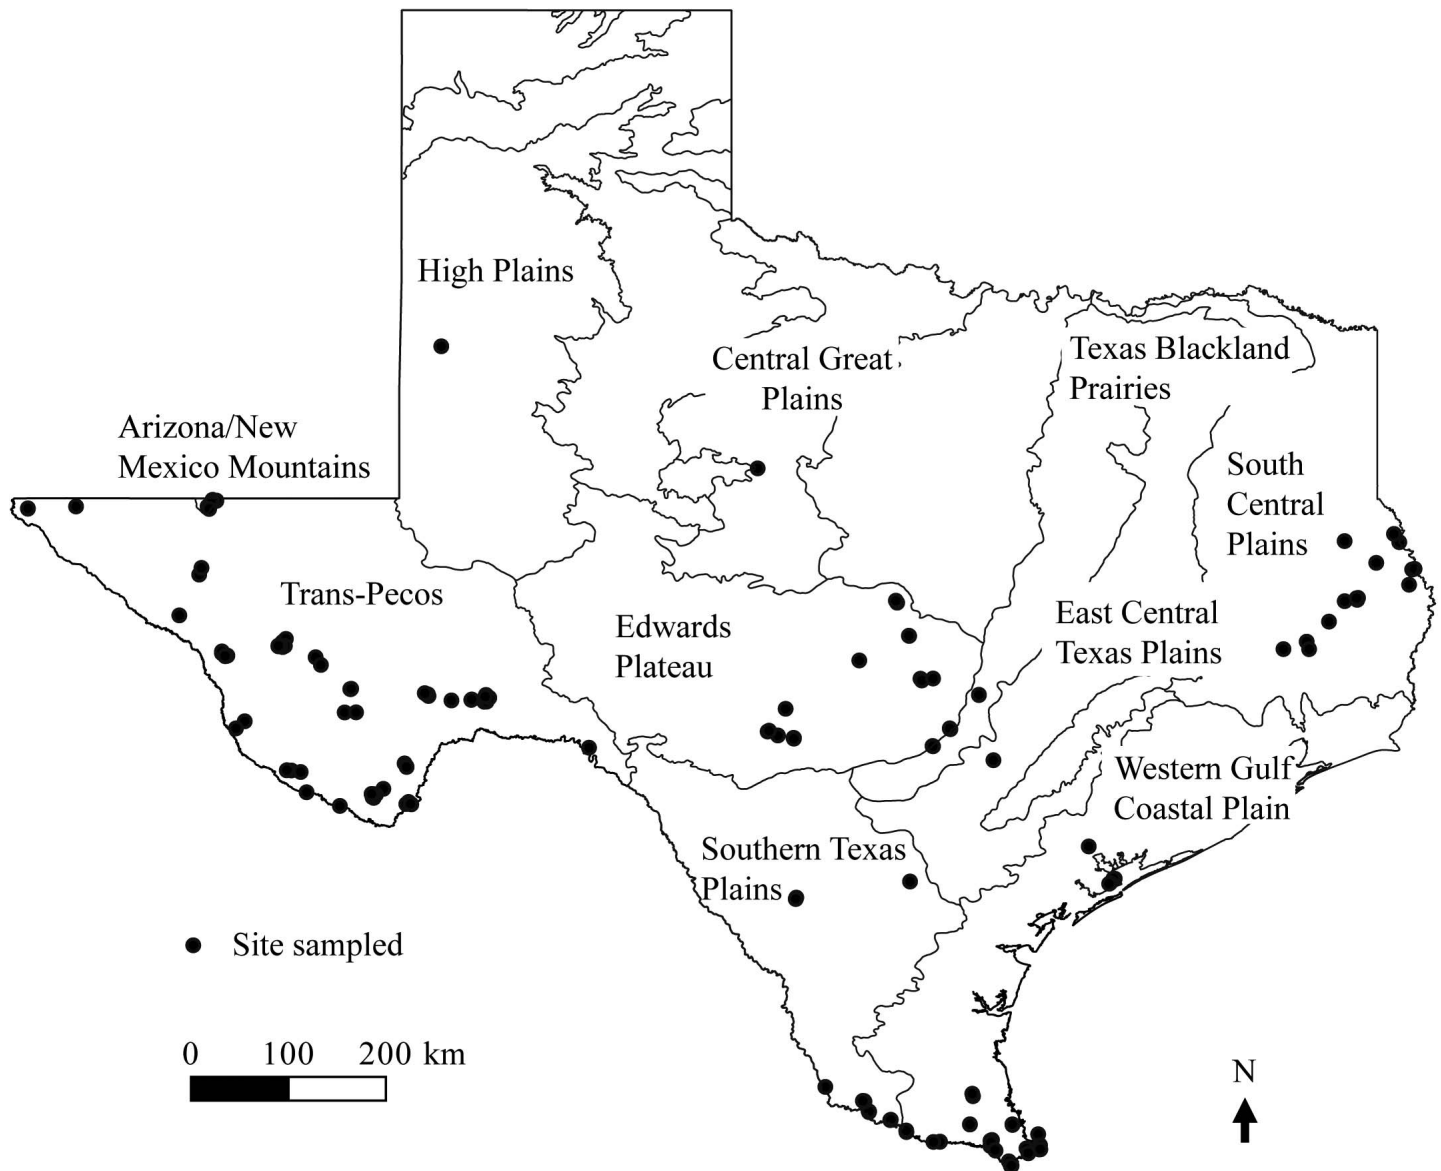 High Plains
Central Great
Plains
Texas Blackland
Prairies
Arizona/New
Mexico Mountains
South
Central
Plains
Trans-Pecos
Edwards
Plateau
East Central
Texas Plains
Western Gulf
Coastal Plain
Southern Texas
Plains
Site sampled
0 100 200 km
N